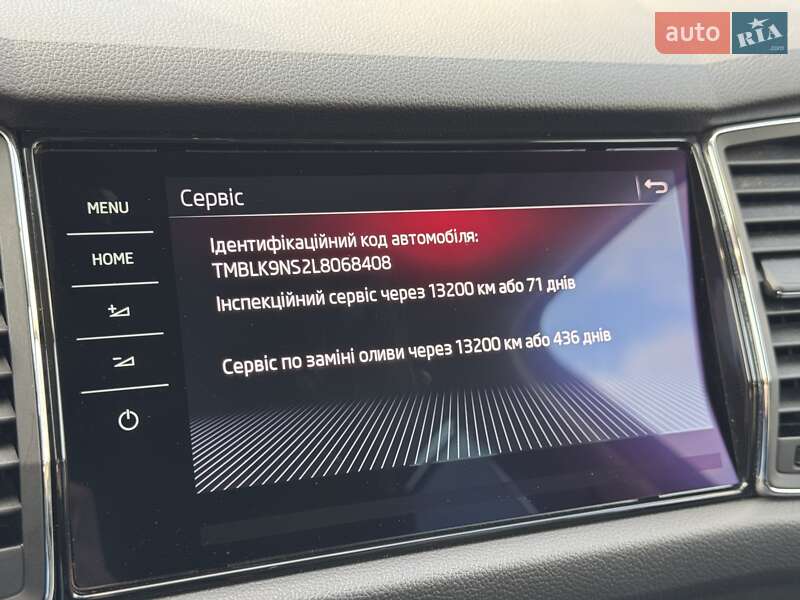 auto RIA
.com
MENU
HOME
Сервіс
Ідентифікаційний код автомобіля:
TMBLK9NS2L8068408
Інспекційний сервіс через 13200 км або 71 днів
Сервіс по заміні оливи через 13200 км або 436 днів